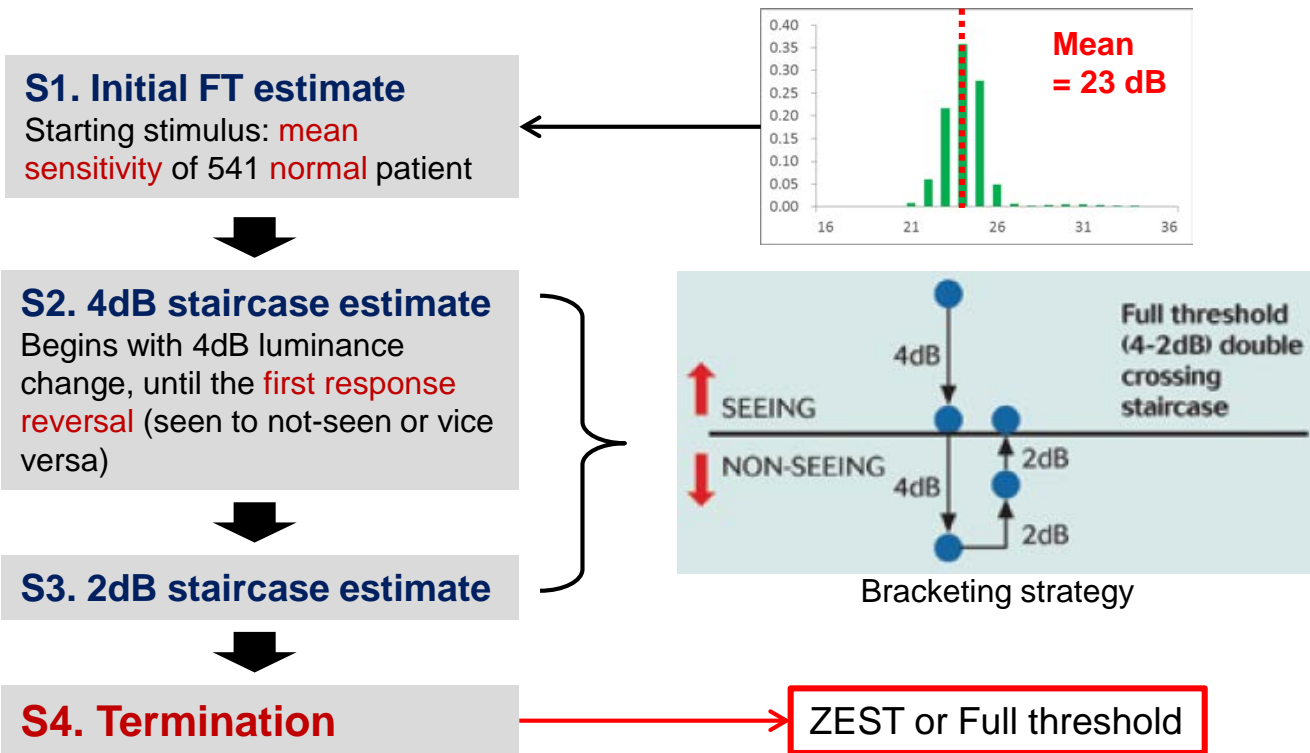 S1. Initial FT estimate
Starting stimulus: mean
sensitivity of 541 normal patient
0.40
0.35
0.30
0.25
0.20
0.15
0.10
0.05
0.00
16 21 26 31 36
Mean
= 23 dB
S2. 4dB staircase estimate
Begins with 4dB luminance
change, until the first response
reversal (seen to not-seen or vice
versa)
Full threshold
(4-2dB) double
crossing
staircase
4dB
SEEING
NON-SEEING
4dB
2dB
2dB
Bracketing strategy
S3. 2dB staircase estimate
S4. Termination
ZEST or Full threshold